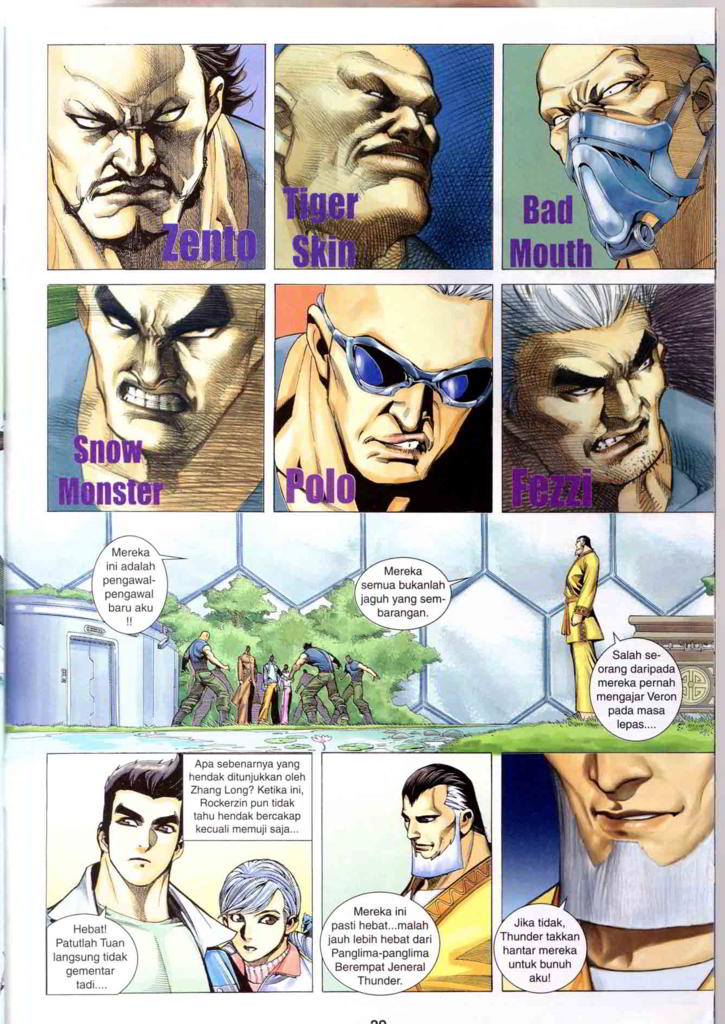 Zento
Tiger
Skin
Bad
Mouth
Snow
Monster
Polo
Fezzi
Mereka
ini adalah
pengawal-
pengawal
baru aku
!!
Mereka
semua bukanlah
jaguh yang sem-
barangan.
Salah se-
orang daripada
mereka pernah
mengajar Veron
pada masa
lepas....
Apa sebenarnya yang
hendak ditunjukkan oleh
Zhang Long? Ketika ini,
Rockerzin pun tidak
tahu hendak bercakap
kecuali memuji saja...
Hebat!
Patutlah Tuan
langsung tidak
gementar
tadi....
Mereka ini
pasti hebat...malah
jauh lebih hebat dari
Panglima-panglima
Berempat Jeneral
Thunder.
Jika tidak,
Thunder takkan
hantar mereka
untuk bunuh
aku!